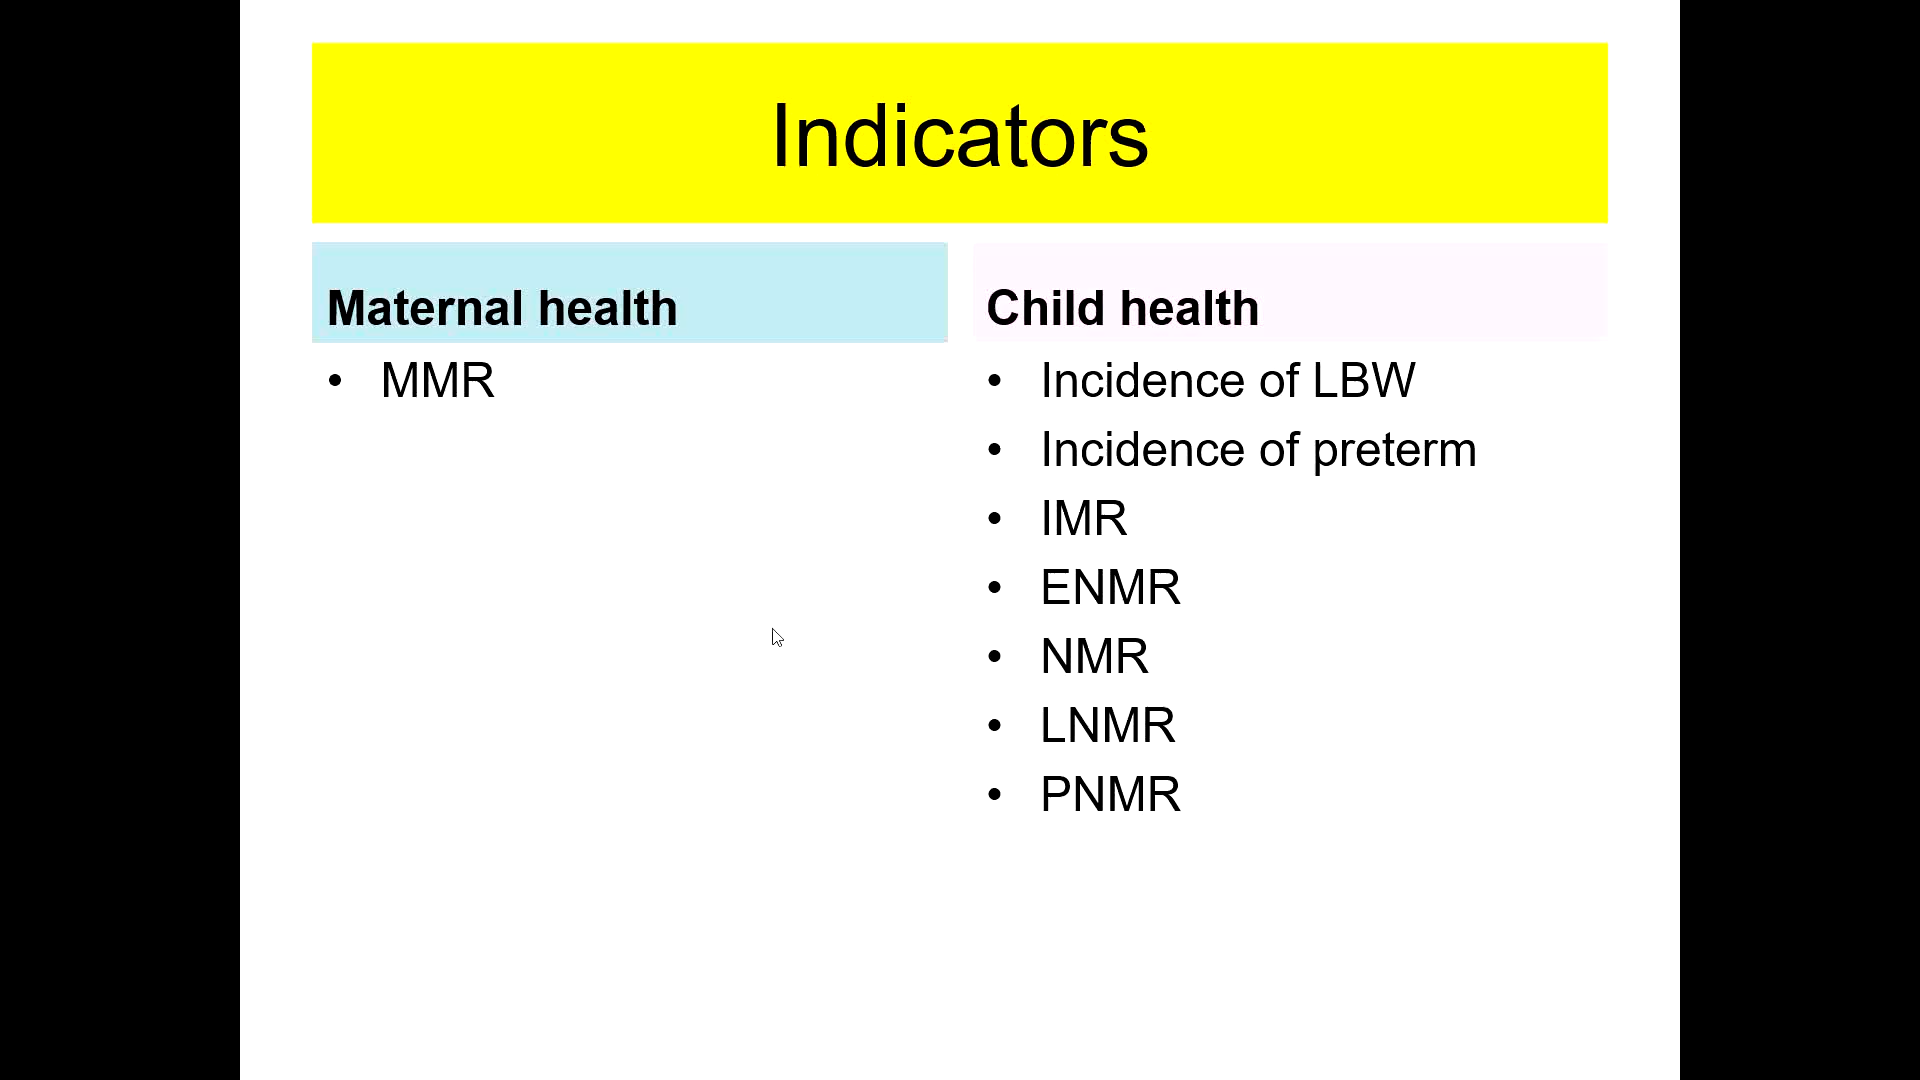 Indicators
Maternal health
• MMR
Child health
• Incidence of LBW
• Incidence of preterm
• IMR
• ENMR
• NMR
• LNMR
• PNMR